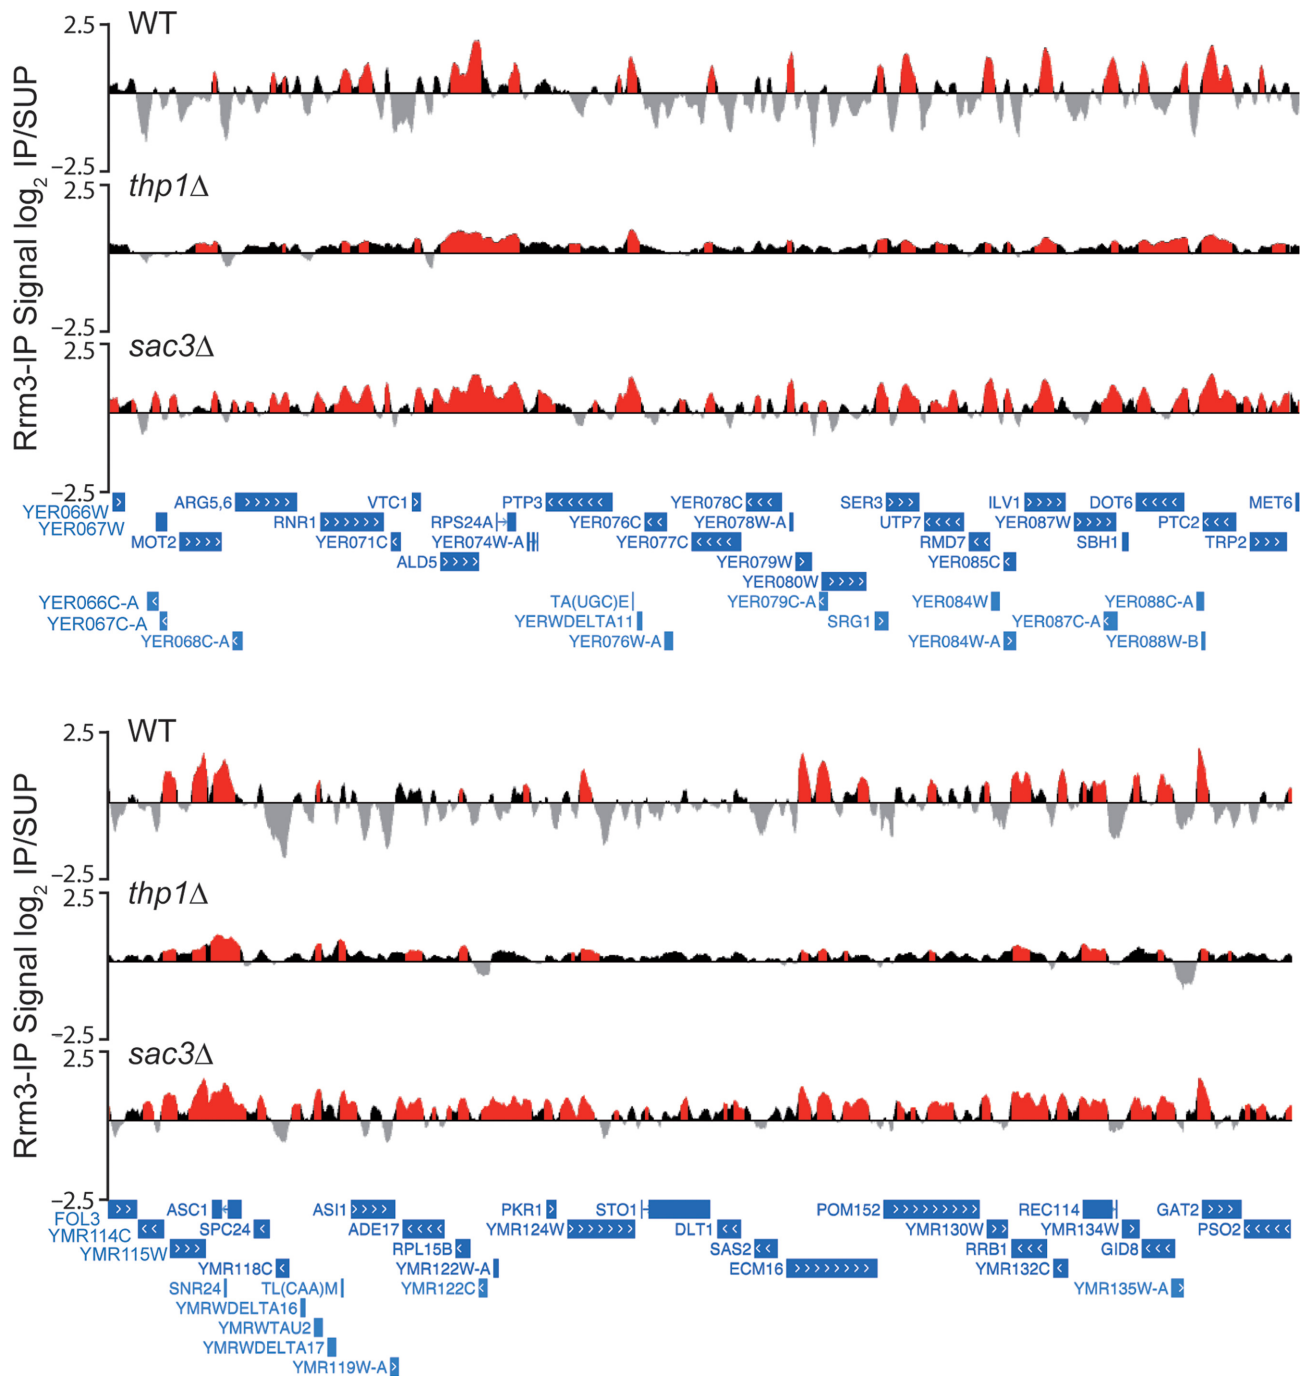 Rrm3-IP Signal log2 IP/SUP
2.5
WT
−2.5
2.5
thp1Δ
−2.5
2.5
sac3Δ
−2.5
YER066W
ARG5,6
VTC1
PTP3
YER078C
SER3
ILV1
DOT6
MET6
YER067W
RNR1
RPS24A
YER076C
YER078W-A
UTP7
YER087W
PTC2
MOT2
YER071C
YER074W-A
YER077C
RMD7
SBH1
TRP2
ALD5
YER079W
YER085C
YER080W
YER066C-A
TA(UGC)E
YER079C-A
YER084W
YER088C-A
YER067C-A
YERWDELTA11
SRG1
YER087C-A
YER068C-A
YER076W-A
YER084W-A
YER088W-B
Rrm3-IP Signal log2 IP/SUP
2.5
WT
−2.5
2.5
thp1Δ
−2.5
2.5
sac3Δ
−2.5
FOL3
ASC1
ASI1
PKR1
STO1
POM152
REC114
GAT2
YMR114C
SPC24
ADE17
YMR124W
DLT1
YMR130W
YMR134W
PSO2
YMR115W
RPL15B
SAS2
RRB1
GID8
YMR118C
YMR122W-A
ECM16
YMR132C
SNR24
TL(CAA)M
YMR122C
YMR135W-A
YMRWDELTA16
YMRWTAU2
YMRWDELTA17
YMR119W-A